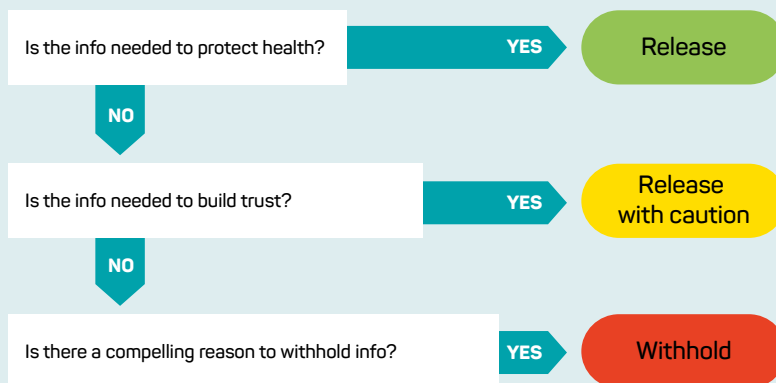 Is the info needed to protect health?
YES
Release
NO
Is the info needed to build trust?
YES
Release
with caution
NO
Is there a compelling reason to withhold info?
YES
Withhold